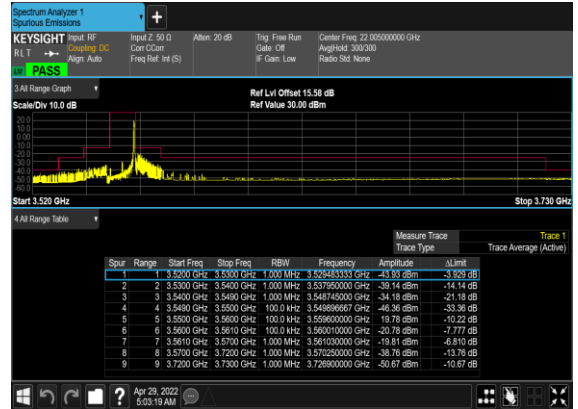 Spectrum Analyzer 1
Spurious Emissions
+
KEYSIGHT Input: RF Input Z: 50 Ω Atten: 20 dB Trig: Free Run Center Freq: 22.005000000 GHz
RLT Coupling: DC Corr CCorr Gate: Off Avg|Hold: 300/300
Align: Auto Freq Ref: Int (S) IF Gain: Low Radio Std: None
PASS
3 All Range Graph
Ref Lvl Offset 15.58 dB
Scale/Div 10.0 dB Ref Value 30.00 dBm
20.0
10.0
0.00
-10.0
-20.0
-30.0
-40.0
-50.0
-60.0
Start 3.520 GHz Stop 3.730 GHz
4 All Range Table
Measure Trace Trace 1
Trace Type Trace Average (Active)
Spur Range Start Freq Stop Freq RBW Frequency Amplitude ΔLimit
1 1 3.5200 GHz 3.5300 GHz 1.000 MHz 3.529483333 GHz -43.93 dBm -3.929 dB
2 2 3.5300 GHz 3.5400 GHz 1.000 MHz 3.537950000 GHz -39.14 dBm -14.14 dB
3 3 3.5400 GHz 3.5490 GHz 1.000 MHz 3.548745000 GHz -34.18 dBm -21.18 dB
4 4 3.5490 GHz 3.5500 GHz 100.0 kHz 3.549896667 GHz -46.36 dBm -33.36 dB
5 5 3.5500 GHz 3.5600 GHz 100.0 kHz 3.559600000 GHz 19.78 dBm -10.22 dB
6 6 3.5600 GHz 3.5610 GHz 100.0 kHz 3.560010000 GHz -20.78 dBm -7.777 dB
7 7 3.5610 GHz 3.5700 GHz 1.000 MHz 3.561030000 GHz -19.81 dBm -6.810 dB
8 8 3.5700 GHz 3.7200 GHz 1.000 MHz 3.570250000 GHz -38.76 dBm -13.76 dB
9 9 3.7200 GHz 3.7300 GHz 1.000 MHz 3.726900000 GHz -50.67 dBm -10.67 dB
? Apr 29, 2022
5:03:19 AM